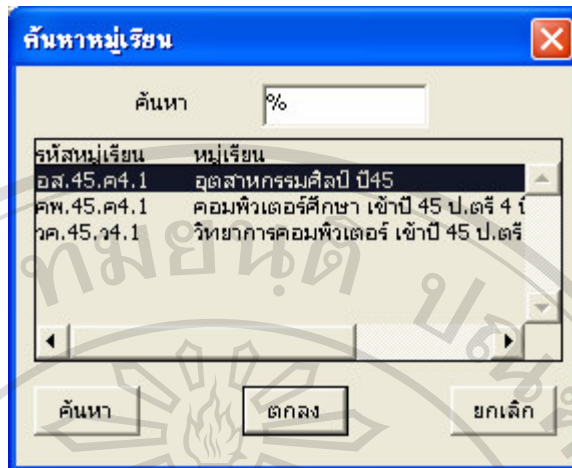 ค้นหาหมู่เรียน
ค้นหา %
รหัสหมู่เรียน หมู่เรียน
อส.45.ค4.1 อุตสาหกรรมศิลป์ ปี45
คพ.45.ค4.1 คอมพิวเตอร์ศึกษา เข้าปี 45 ป.ตรี 4 ปี
วค.45.ว4.1 วิทยาการคอมพิวเตอร์ เข้าปี 45 ป.ตรี
ค้นหา ตกลง ยกเลิก